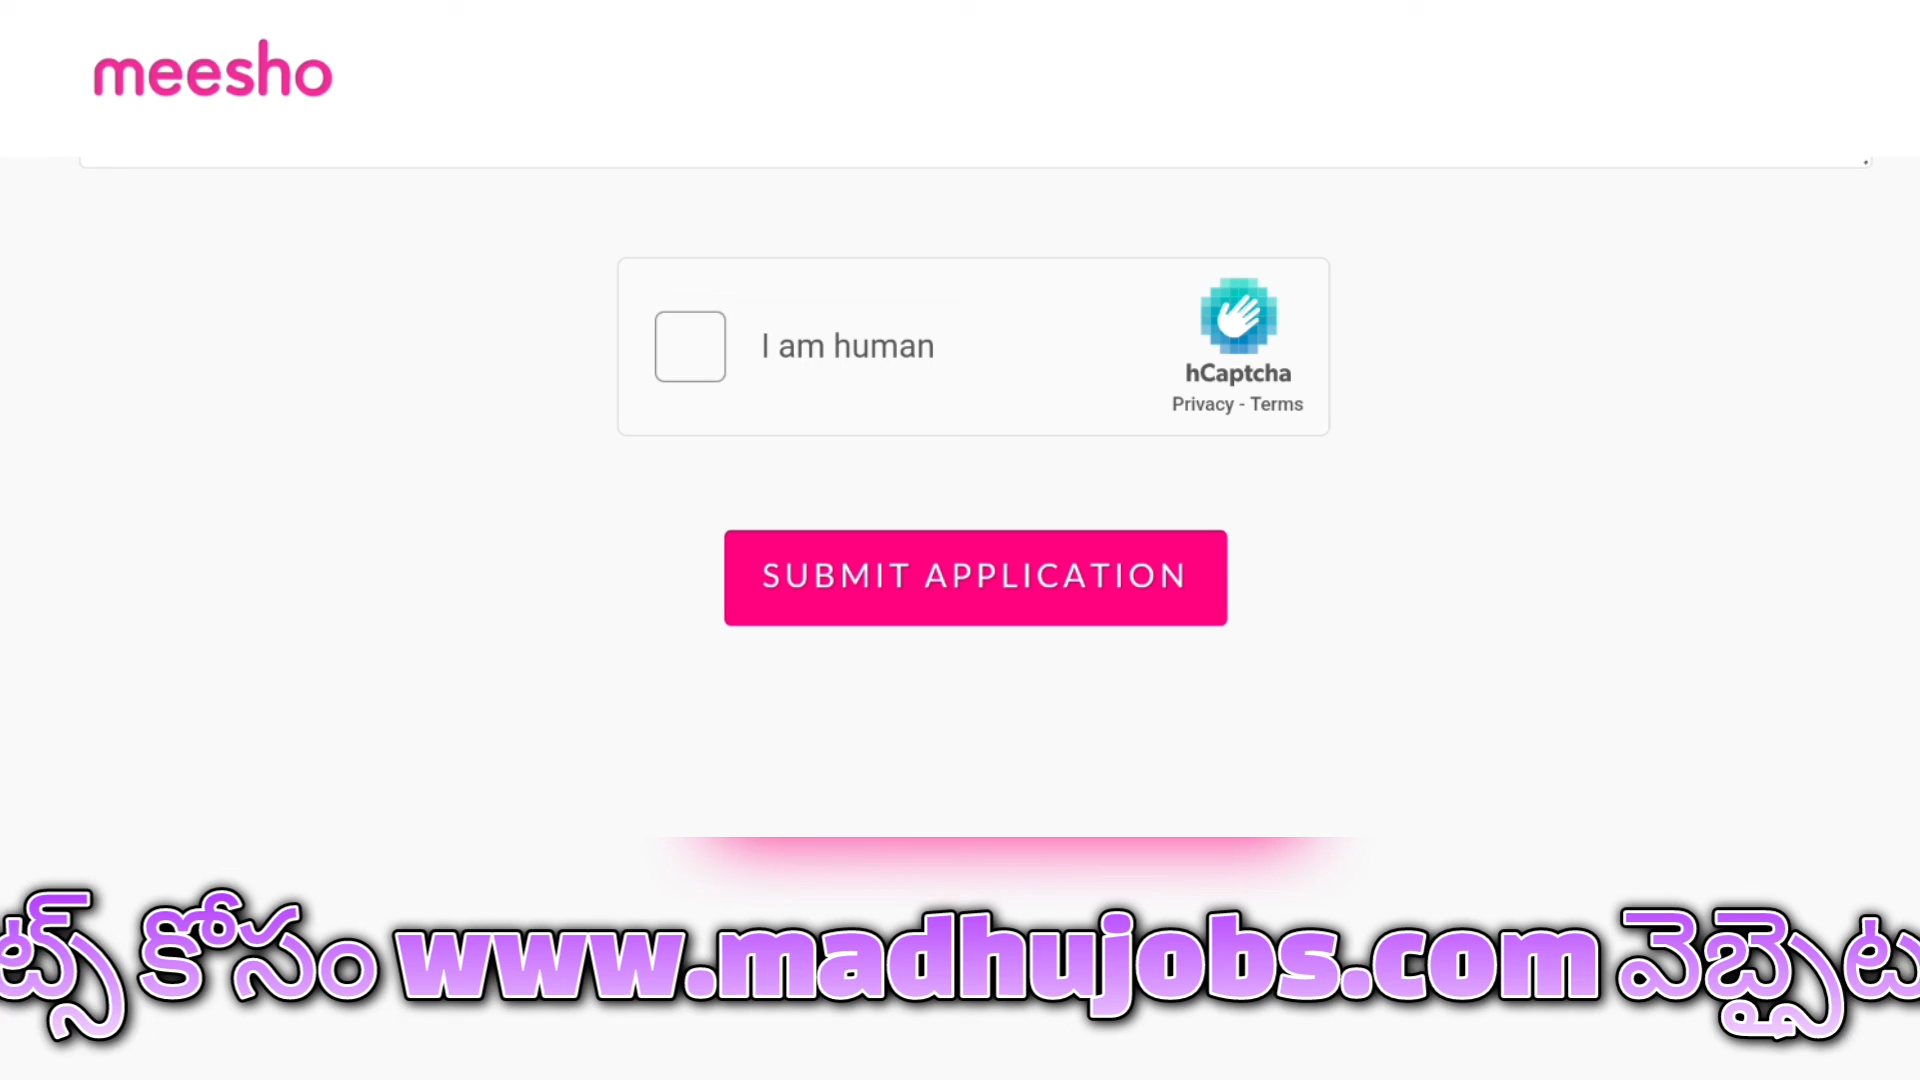 meesho
I am human
hCaptcha
Privacy - Terms
SUBMIT APPLICATION
కోసం www.madhujobs.com